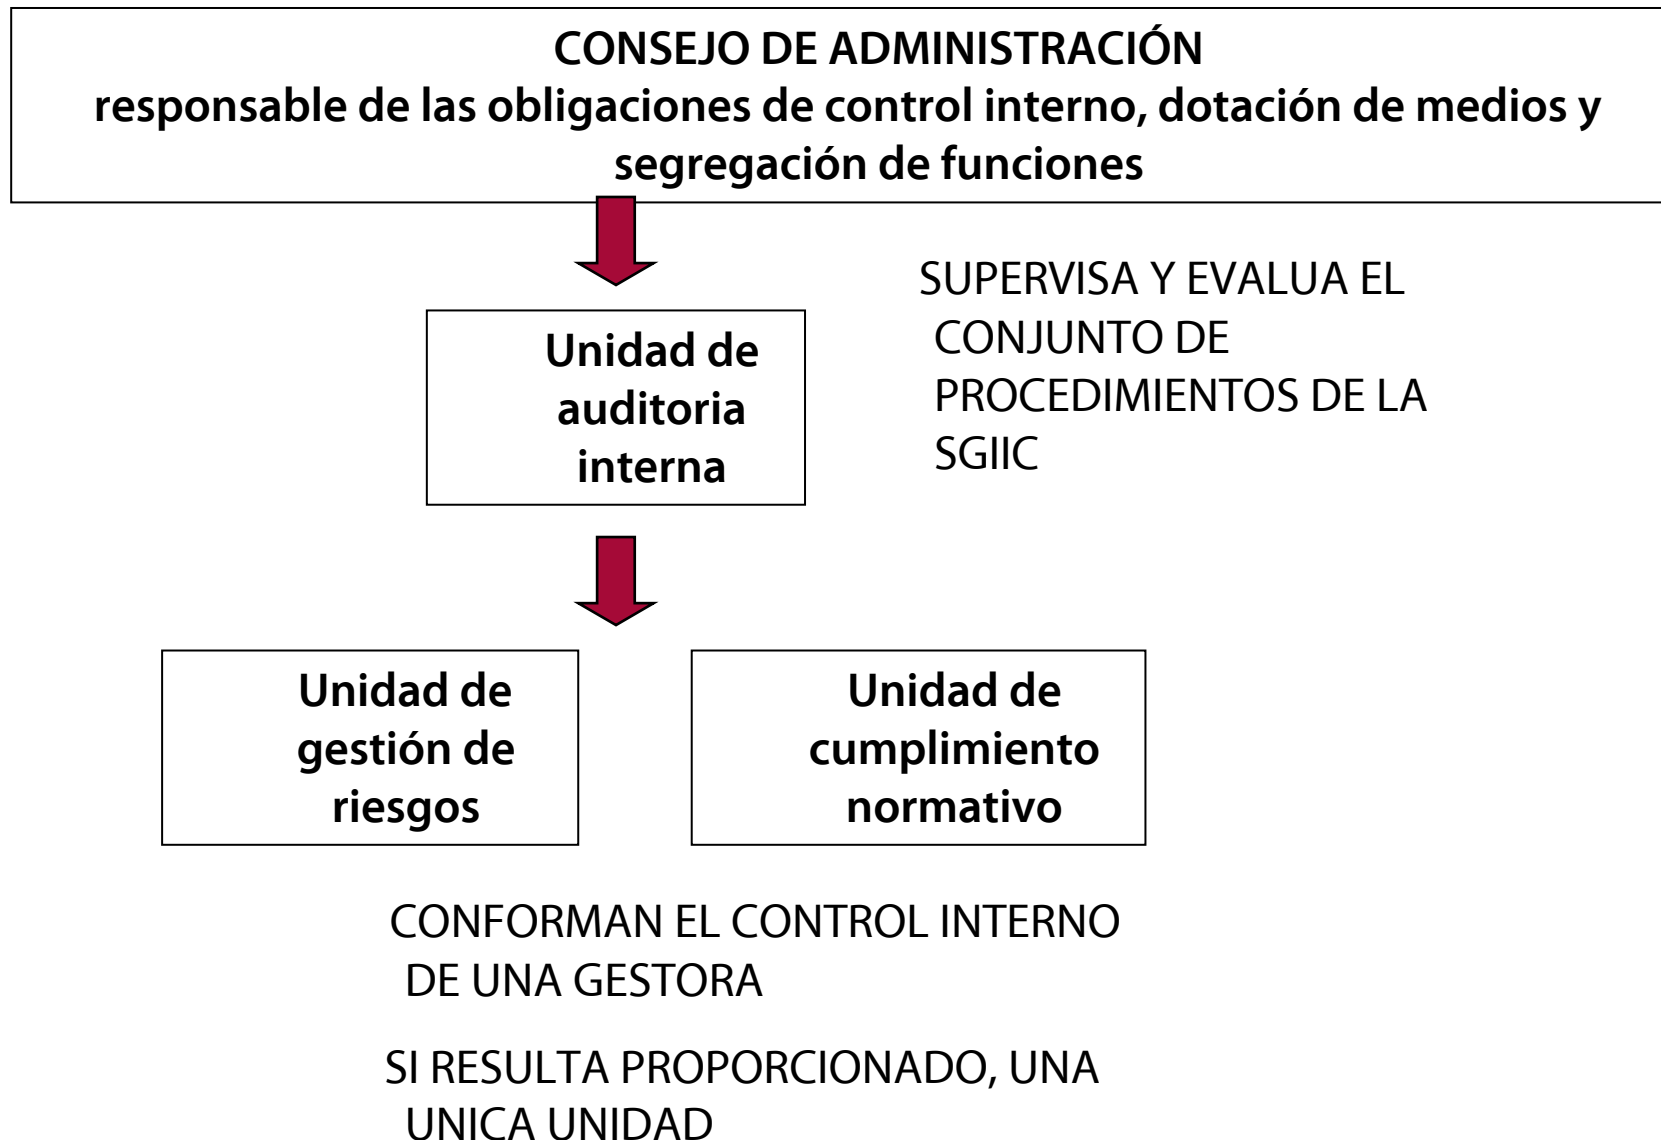 CONSEJO DE ADMINISTRACIÓN
responsable de las obligaciones de control interno, dotación de medios y
segregación de funciones
SUPERVISA Y EVALUA EL
CONJUNTO DE
PROCEDIMIENTOS DE LA
SGIIC
Unidad de
auditoria
interna
Unidad de
gestión de
riesgos
Unidad de
cumplimiento
normativo
CONFORMAN EL CONTROL INTERNO
DE UNA GESTORA
SI RESULTA PROPORCIONADO, UNA
UNICA UNIDAD